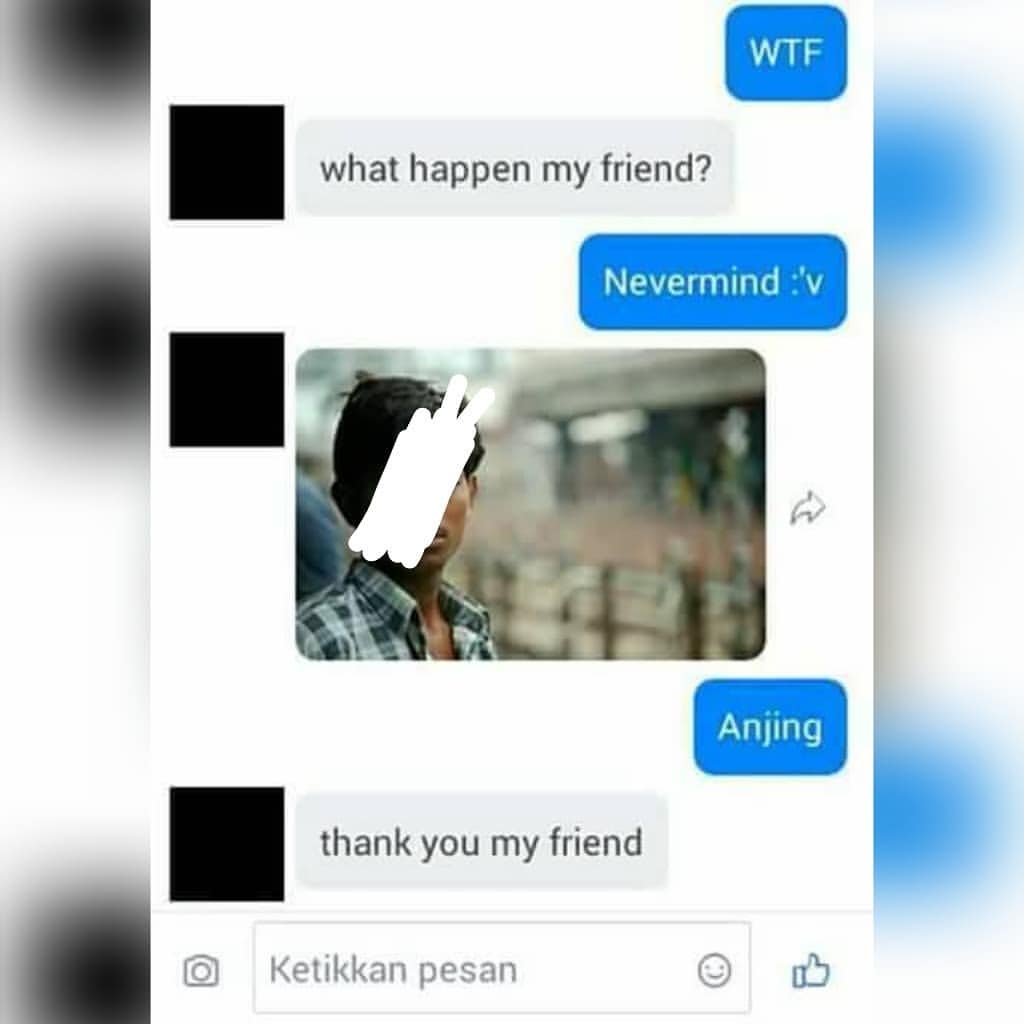 WTF
what happen my friend?
Nevermind :'v
Anjing
thank you my friend
Ketikkan pesan